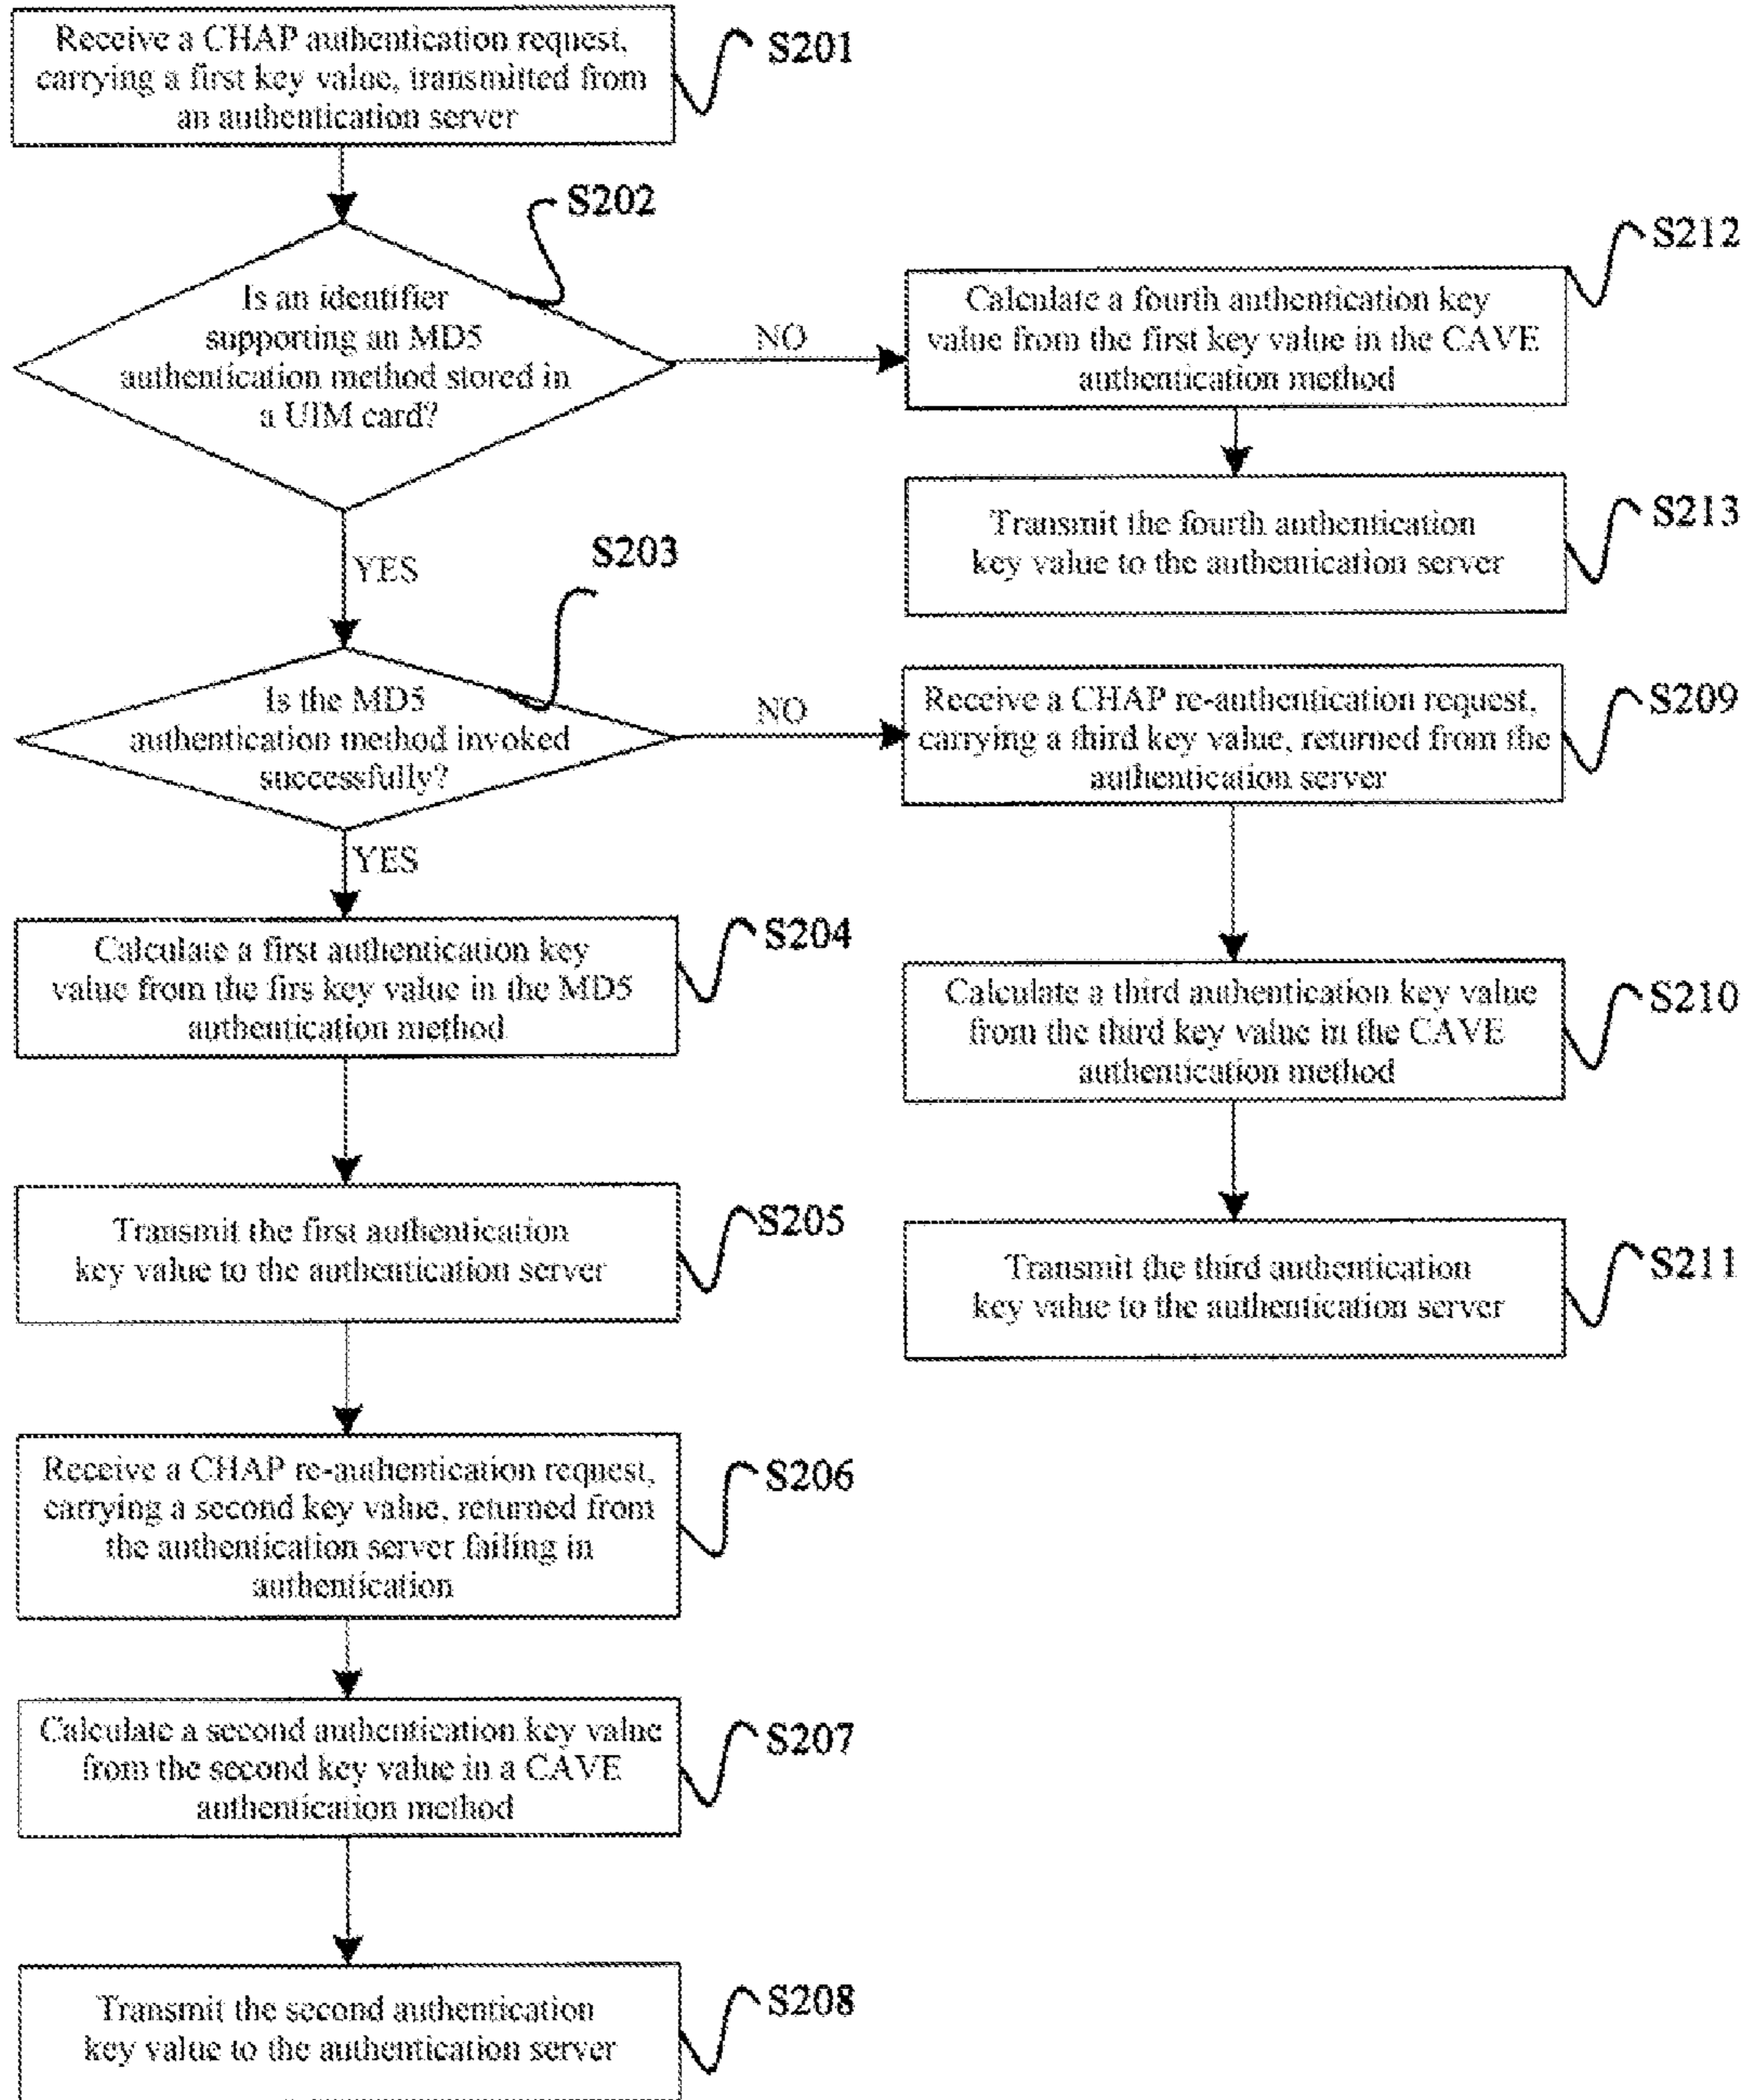 Receive a CHAP authentication request,
carrying a first key value, transmitted from
an authentication server
S201
S202
Is an identifier
supporting an MD5
authentication method stored in
a UIM card?
NO
S212
Calculate a fourth authentication key
value from the first key value in the CAVE
authentication method
Transmit the fourth authentication
key value to the authentication server
S213
YES
S203
Is the MD5
authentication method invoked
successfully?
NO
Receive a CHAP re-authentication request,
carrying a third key value, returned from the
authentication server
S209
YES
Calculate a first authentication key
value from the firs key value in the MD5
authentication method
S204
Calculate a third authentication key value
from the third key value in the CAVE
authentication method
S210
Transmit the first authentication
key value to the authentication server
S205
Transmit the third authentication
key value to the authentication server
S211
Receive a CHAP re-authentication request,
carrying a second key value, returned from
the authentication server failing in
authentication
S206
Calculate a second authentication key value
from the second key value in a CAVE
authentication method
S207
Transmit the second authentication
key value to the authentication server
S208